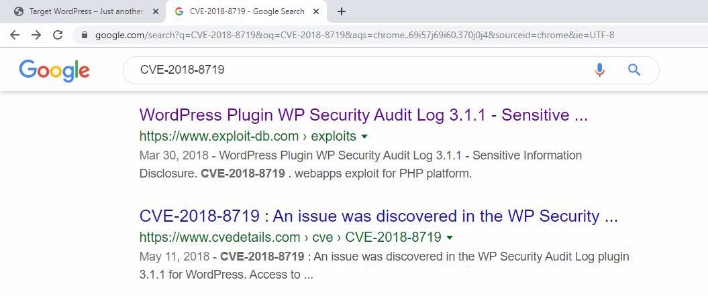 Target WordPress – Just another
CVE-2018-8719 - Google Search
google.com/search?q=CVE-2018-8719&oq=CVE-2018-8719&aqs=chrome..69i57j69i60.370j0j4&sourceid=chrome&ie=UTF-8
Google
CVE-2018-8719
WordPress Plugin WP Security Audit Log 3.1.1 - Sensitive ...
https://www.exploit-db.com › exploits
Mar 30, 2018 - WordPress Plugin WP Security Audit Log 3.1.1 - Sensitive Information
Disclosure. CVE-2018-8719 . webapps exploit for PHP platform.
CVE-2018-8719 : An issue was discovered in the WP Security ...
https://www.cvedetails.com › cve › CVE-2018-8719
May 11, 2018 - CVE-2018-8719 : An issue was discovered in the WP Security Audit Log plugin
3.1.1 for WordPress. Access to ...